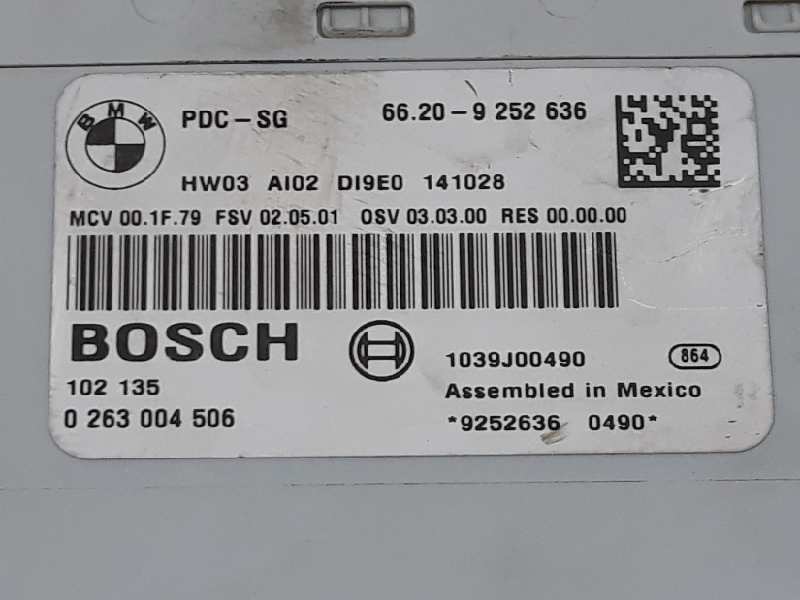 BMW
PDC-SG 66.20-9 252 636
HW03 AI02 DI9E0 141028
MCV 00.1F.79 FSV 02.05.01 OSV 03.03.00 RES 00.00.00
BOSCH
1039J00490 864
102 135 Assembled in Mexico
0 263 004 506 *9252636 0490*